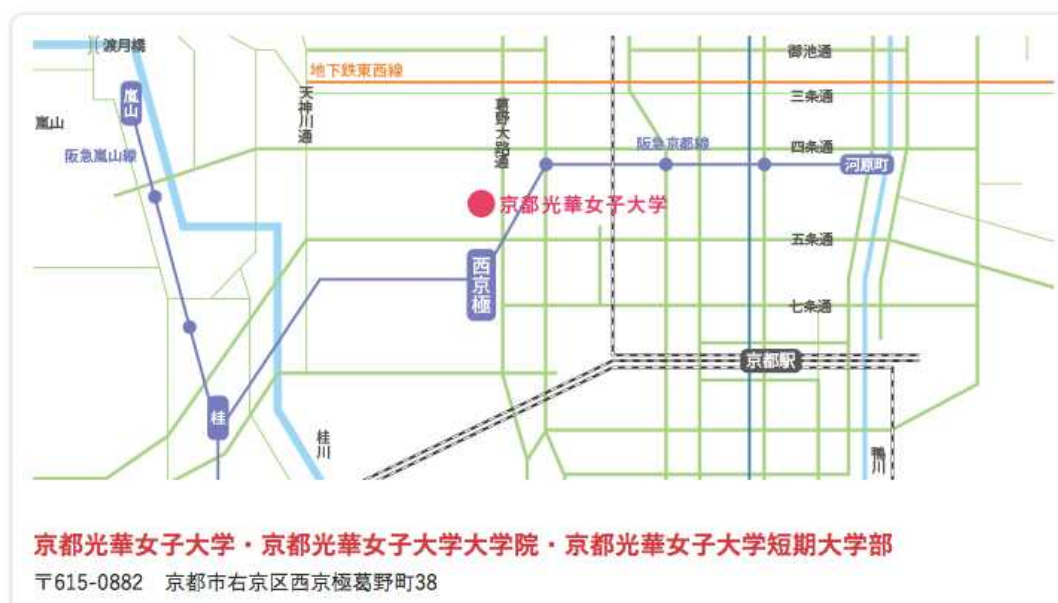 渡月橋
御池通
地下鉄東西線
嵐山
天神川通
三条通
葛野大路通
嵐山
阪急嵐山線
阪急京都線
四条通
河原町
京都光華女子大学
五条通
西京極
七条通
京都駅
桂
桂川
鴨川
京都光華女子大学・京都光華女子大学大学院・京都光華女子大学短期大学部
〒615-0882　京都市右京区西京極葛野町38